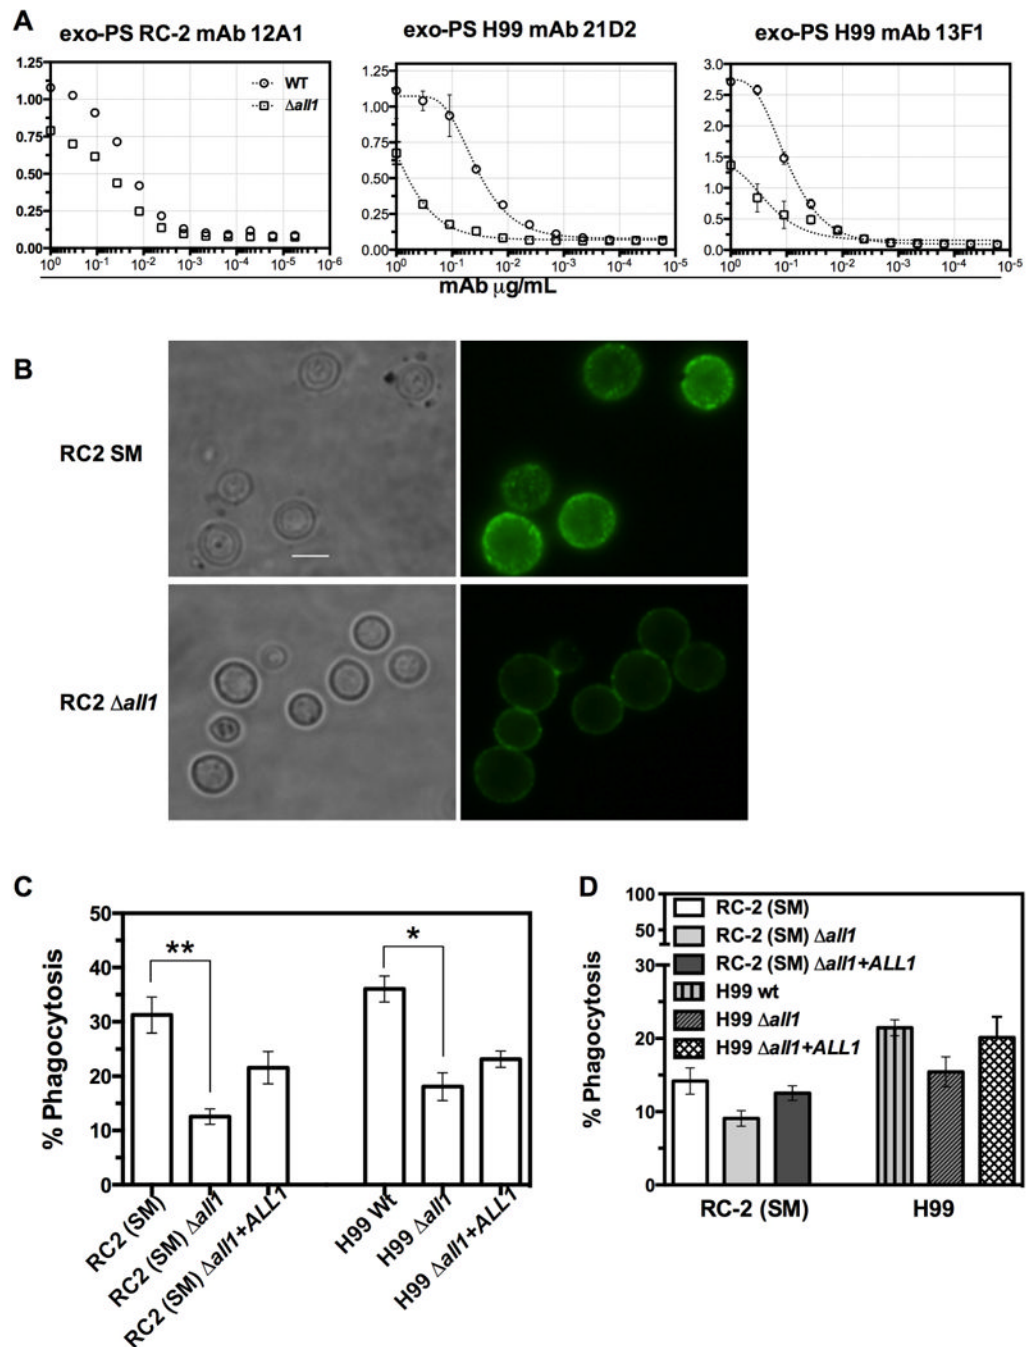 A
exo-PS RC-2 mAb 12A1
exo-PS H99 mAb 21D2
exo-PS H99 mAb 13F1
1.25
1.00
0.75
0.50
0.25
0.00
WT
Δall1
10⁰ 10⁻¹ 10⁻² 10⁻³ 10⁻⁴ 10⁻⁵ 10⁻⁶
1.25
1.00
0.75
0.50
0.25
0.00
10⁰ 10⁻¹ 10⁻² 10⁻³ 10⁻⁴ 10⁻⁵
3.0
2.5
2.0
1.5
1.0
0.5
0.0
10⁰ 10⁻¹ 10⁻² 10⁻³ 10⁻⁴ 10⁻⁵
mAb μg/mL
B
RC2 SM
RC2 Δall1
C
% Phagocytosis
50
40
30
20
10
0
**
*
RC2 (SM)
RC2 (SM) Δall1
RC2 (SM) Δall1+ALL1
H99 Wt
H99 Δall1
H99 Δall1+ALL1
D
% Phagocytosis
100
50
30
20
10
0
RC-2 (SM)
RC-2 (SM) Δall1
RC-2 (SM) Δall1+ALL1
H99 wt
H99 Δall1
H99 Δall1+ALL1
RC-2 (SM)
H99